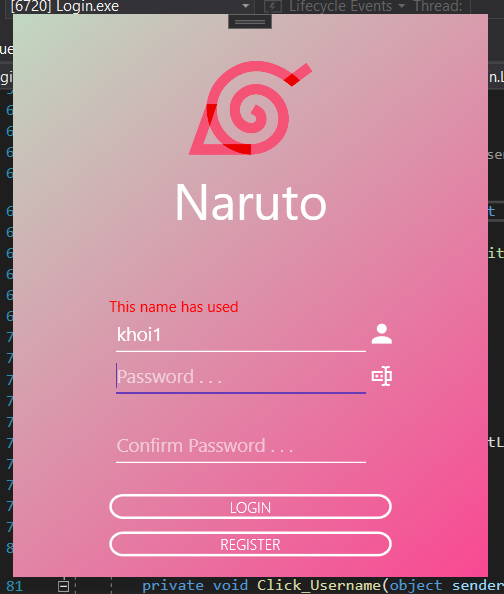 [6720] Login.exe
Lifecycle Events
Thread:
Naruto
This name has used
khoi1
Password . . .
Confirm Password . . .
LOGIN
REGISTER
81 private void Click_Username(object sender